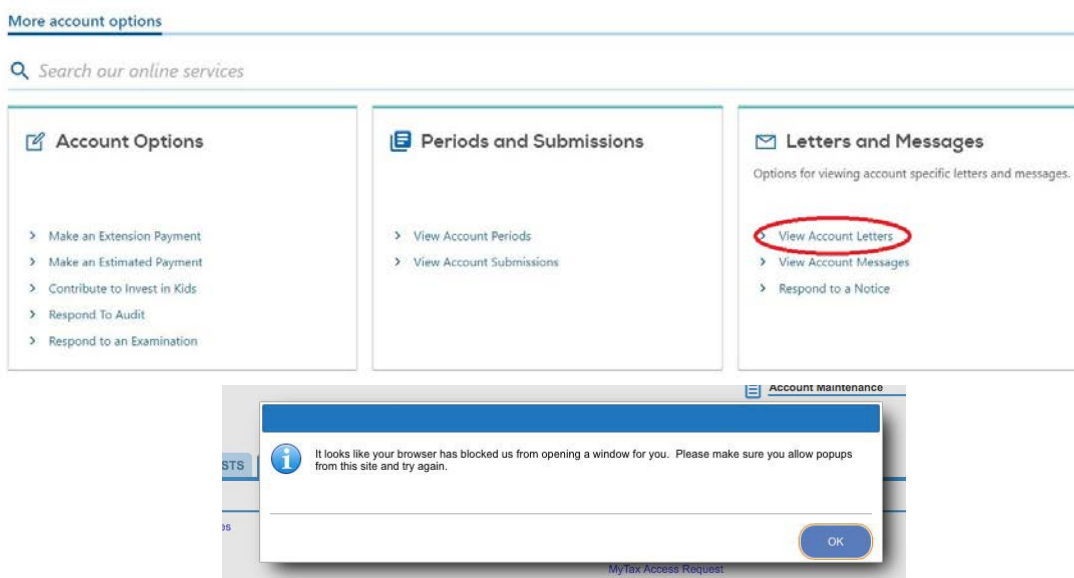 More account options
Search our online services
Account Options
Make an Extension Payment
Make an Estimated Payment
Contribute to Invest in Kids
Respond To Audit
Respond to an Examination
Periods and Submissions
View Account Periods
View Account Submissions
Letters and Messages
Options for viewing account specific letters and messages.
View Account Letters
View Account Messages
Respond to a Notice
Account Maintenance
STS
It looks like your browser has blocked us from opening a window for you. Please make sure you allow popups
from this site and try again.
es
OK
MyTax Access Request